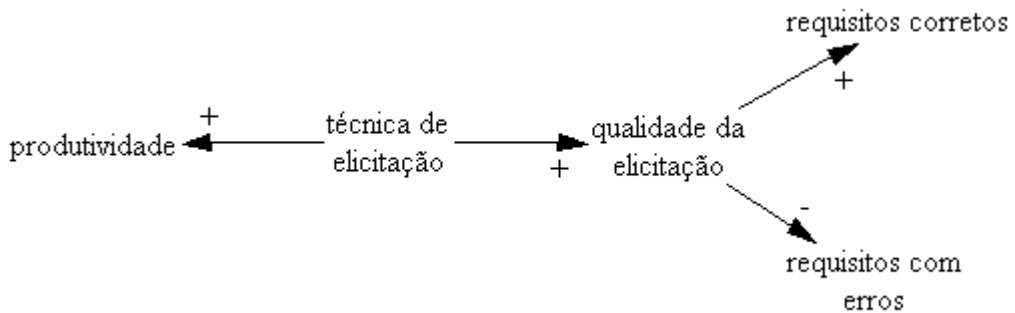 requisitos corretos
+
+
produtividade
técnica de
elicitação
+
qualidade da
elicitação
-
requisitos com
erros